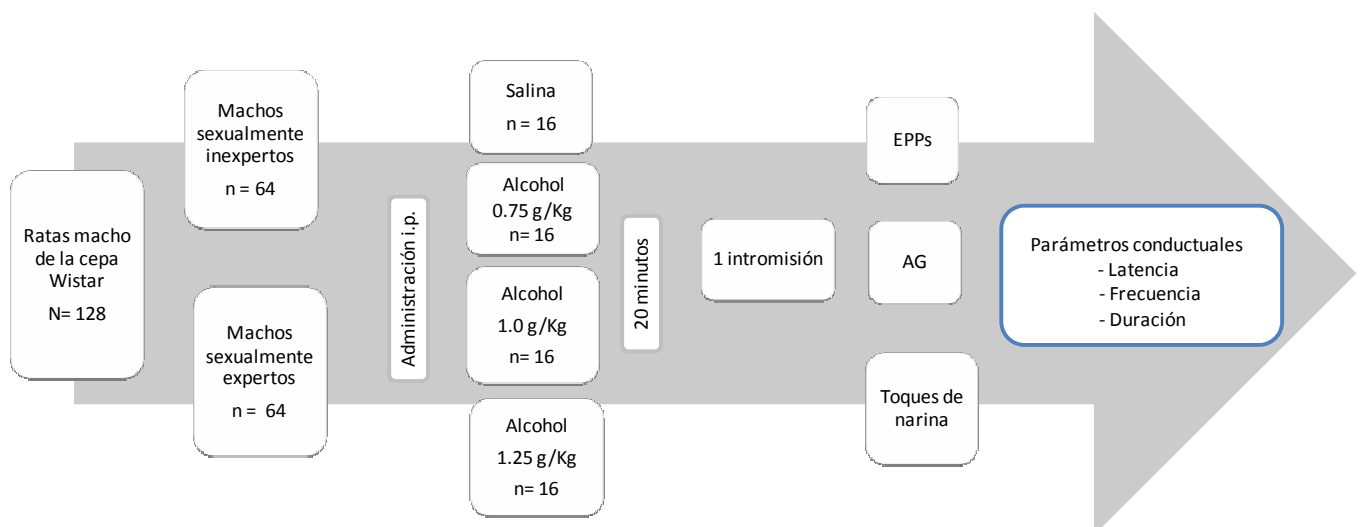 Ratas macho
de la cepa
Wistar
N= 128
Machos
sexualmente
inexpertos
n = 64
Machos
sexualmente
expertos
n = 64
Administración i.p.
Salina
n = 16
Alcohol
0.75 g/Kg
n= 16
Alcohol
1.0 g/Kg
n= 16
Alcohol
1.25 g/Kg
n= 16
20 minutos
1 intromisión
EPPs
AG
Toques de
narina
Parámetros conductuales
- Latencia
- Frecuencia
- Duración